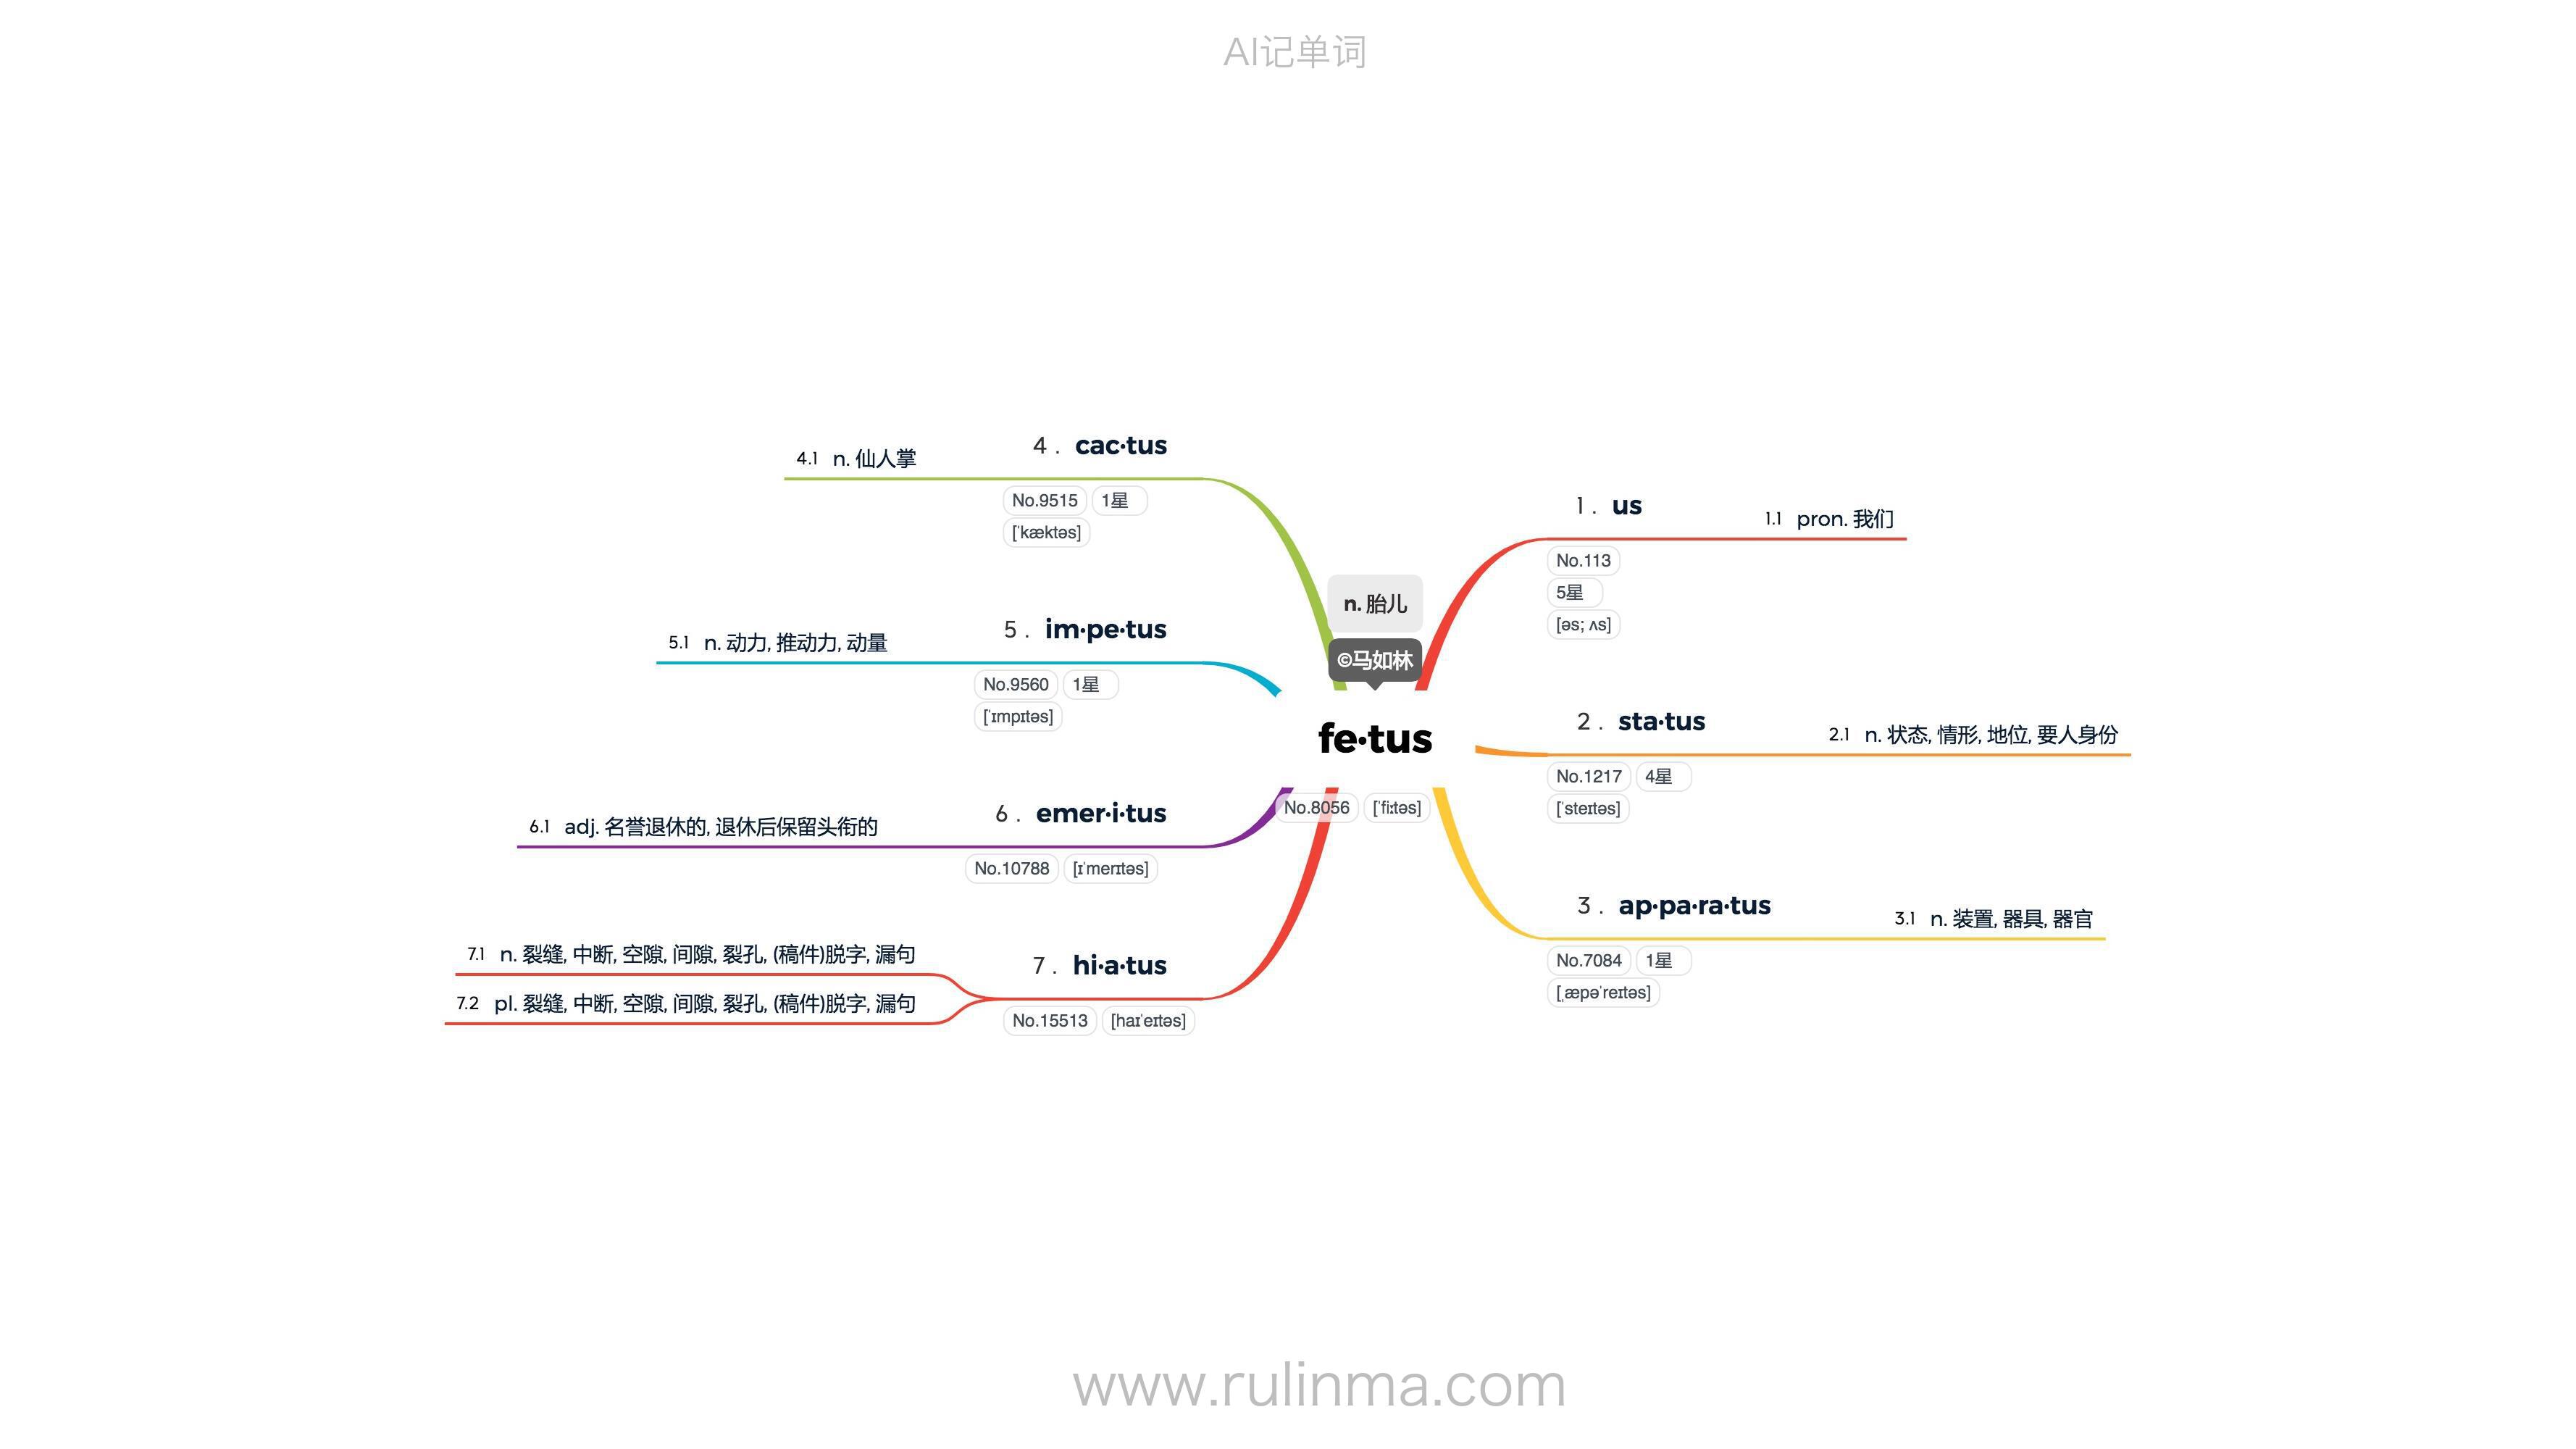 AI记单词
n. 胎儿
©马如林
fe·tus
No.8056 [ˈfiːtəs]
1 . us
1.1 pron. 我们
No.113
5星
[əs; ʌs]
2 . sta·tus
2.1 n. 状态, 情形, 地位, 要人身份
No.1217 4星
[ˈsteɪtəs]
3 . ap·pa·ra·tus
3.1 n. 装置, 器具, 器官
No.7084 1星
[ˌæpəˈreɪtəs]
4 . cac·tus
4.1 n. 仙人掌
No.9515 1星
[ˈkæktəs]
5 . im·pe·tus
5.1 n. 动力, 推动力, 动量
No.9560 1星
[ˈɪmpɪtəs]
6 . emer·i·tus
6.1 adj. 名誉退休的, 退休后保留头衔的
No.10788 [ɪˈmerɪtəs]
7 . hi·a·tus
7.1 n. 裂缝, 中断, 空隙, 间隙, 裂孔, (稿件)脱字, 漏句
7.2 pl. 裂缝, 中断, 空隙, 间隙, 裂孔, (稿件)脱字, 漏句
No.15513 [haɪˈeɪtəs]
www.rulinma.com